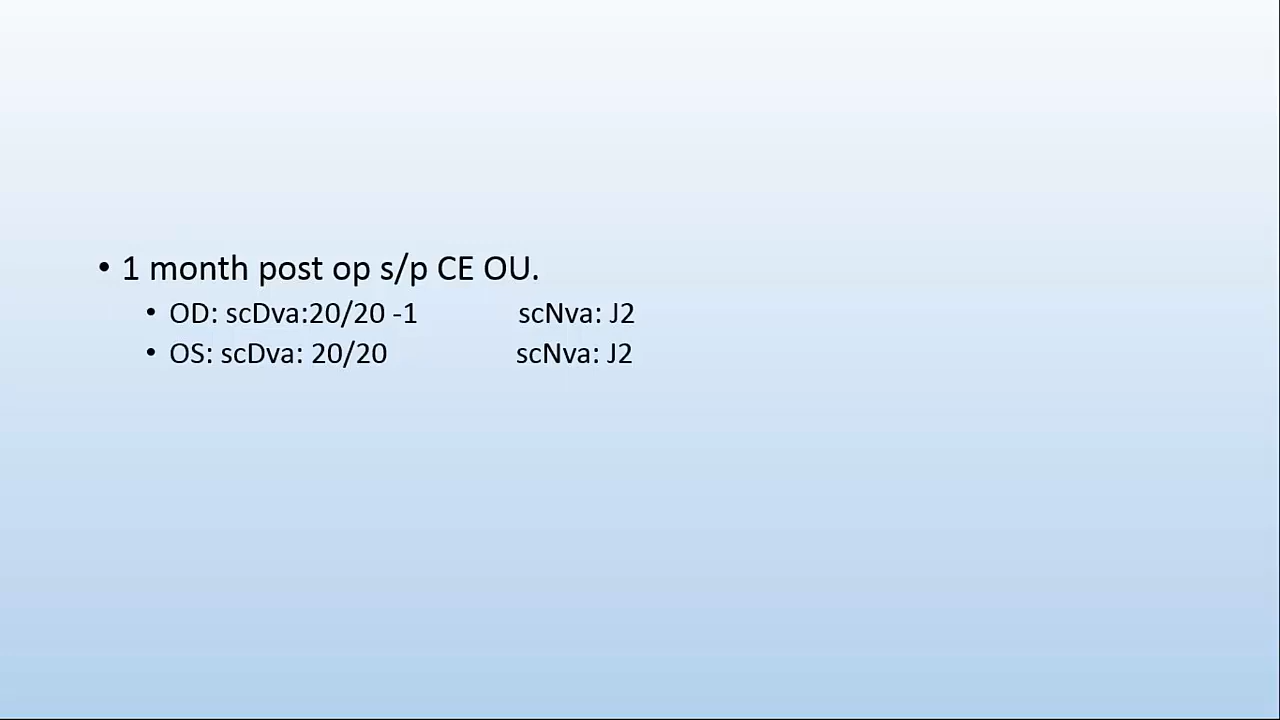 • 1 month post op s/p CE OU.
• OD: scDva:20/20 -1 scNva: J2
• OS: scDva: 20/20 scNva: J2